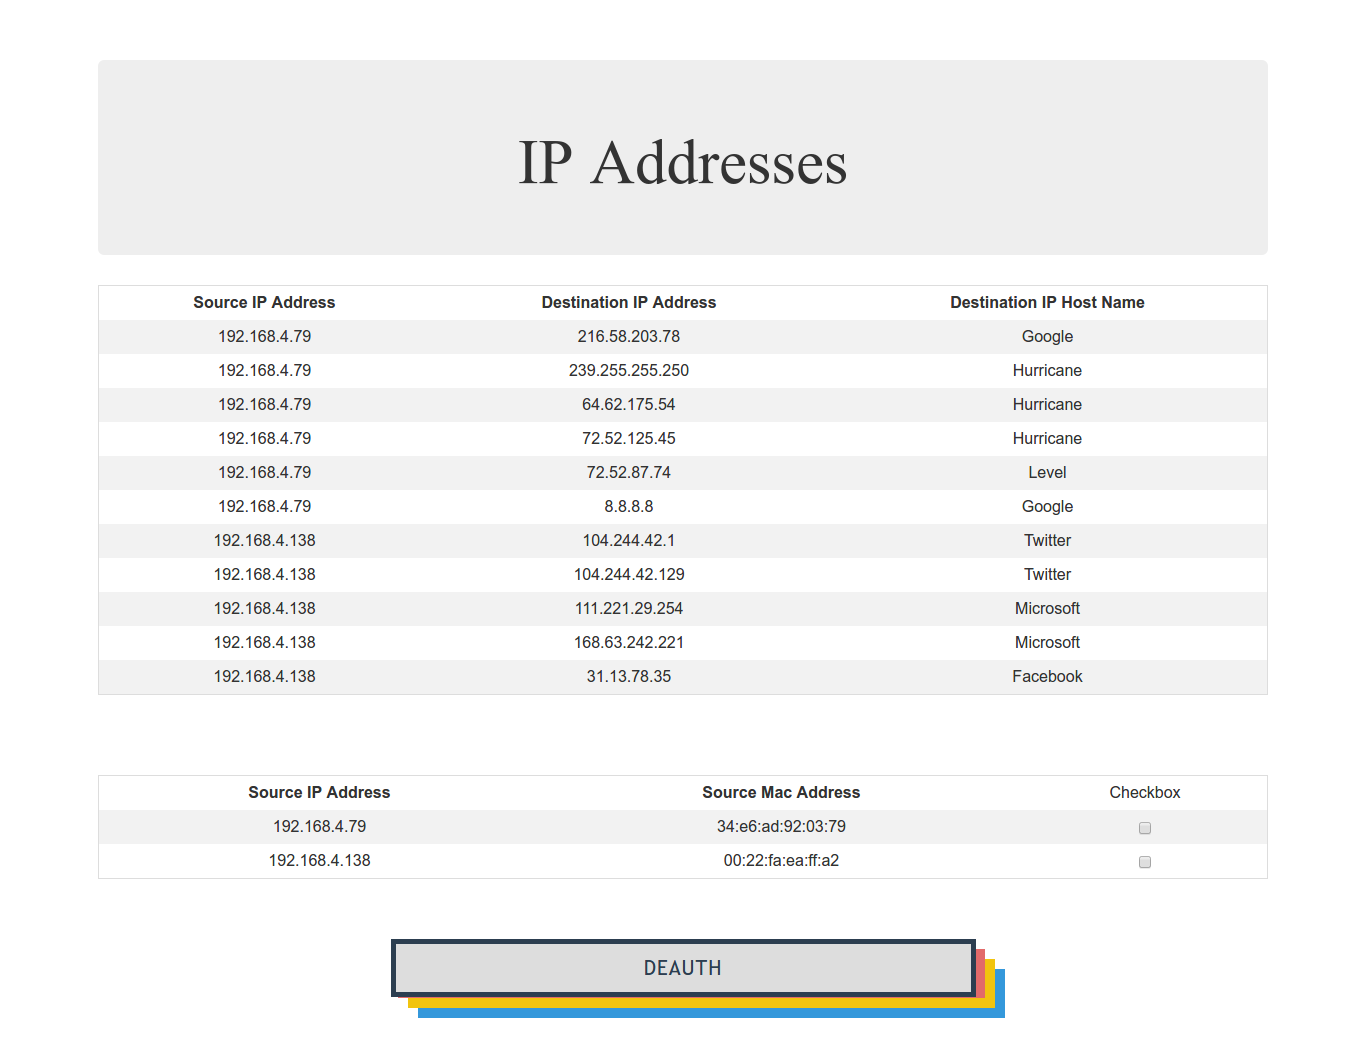 IP Addresses
Source IP Address Destination IP Address Destination IP Host Name
192.168.4.79 216.58.203.78 Google
192.168.4.79 239.255.255.250 Hurricane
192.168.4.79 64.62.175.54 Hurricane
192.168.4.79 72.52.125.45 Hurricane
192.168.4.79 72.52.87.74 Level
192.168.4.79 8.8.8.8 Google
192.168.4.138 104.244.42.1 Twitter
192.168.4.138 104.244.42.129 Twitter
192.168.4.138 111.221.29.254 Microsoft
192.168.4.138 168.63.242.221 Microsoft
192.168.4.138 31.13.78.35 Facebook
Source IP Address Source Mac Address Checkbox
192.168.4.79 34:e6:ad:92:03:79
192.168.4.138 00:22:fa:ea:ff:a2
DEAUTH